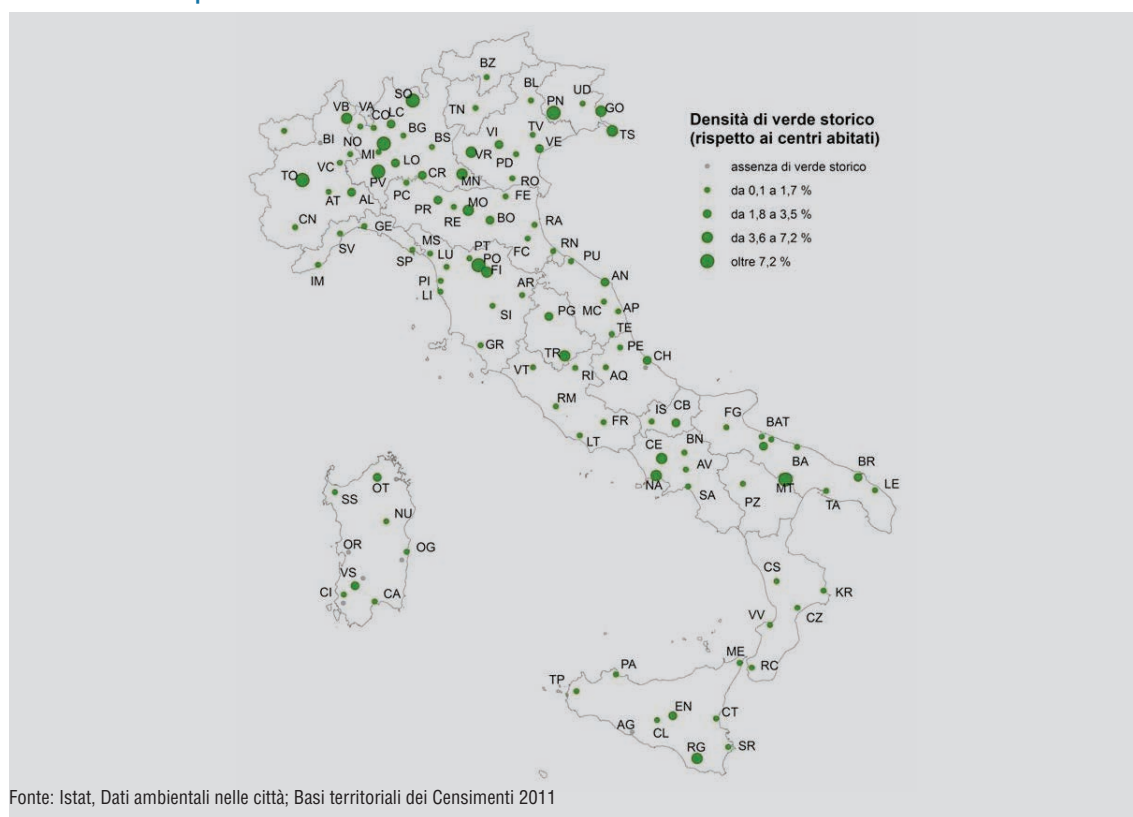 BZ
BL
UD
SO
PN
GO
TN
VB
VA
CO
LC
TS
BG
TV
BI
BS
VI
VE
NO
MI
VR
VC
LO
PD
TO
PV
CR
MN
RO
AT
AL
PC
FE
PR
MO
RE
BO
RA
CN
GE
MS
PT
FC
RN
SV
LU
PO
PU
SP
FI
IM
AN
PI
AR
LI
MC
AP
SI
PG
TE
GR
PE
TR
CH
VT
RI
AQ
RM
IS
CB
FG
FR
BAT
LT
CE
BN
BA
BR
AV
NA
MT
LE
SA
PZ
TA
OT
SS
NU
OR
OG
VS
CS
CI
CA
KR
CZ
VV
ME
PA
RC
TP
EN
CT
AG
CL
RG
SR
Densità di verde storico
(rispetto ai centri abitati)
assenza di verde storico
da 0,1 a 1,7 %
da 1,8 a 3,5 %
da 3,6 a 7,2 %
oltre 7,2 %
Fonte: Istat, Dati ambientali nelle città; Basi territoriali dei Censimenti 2011